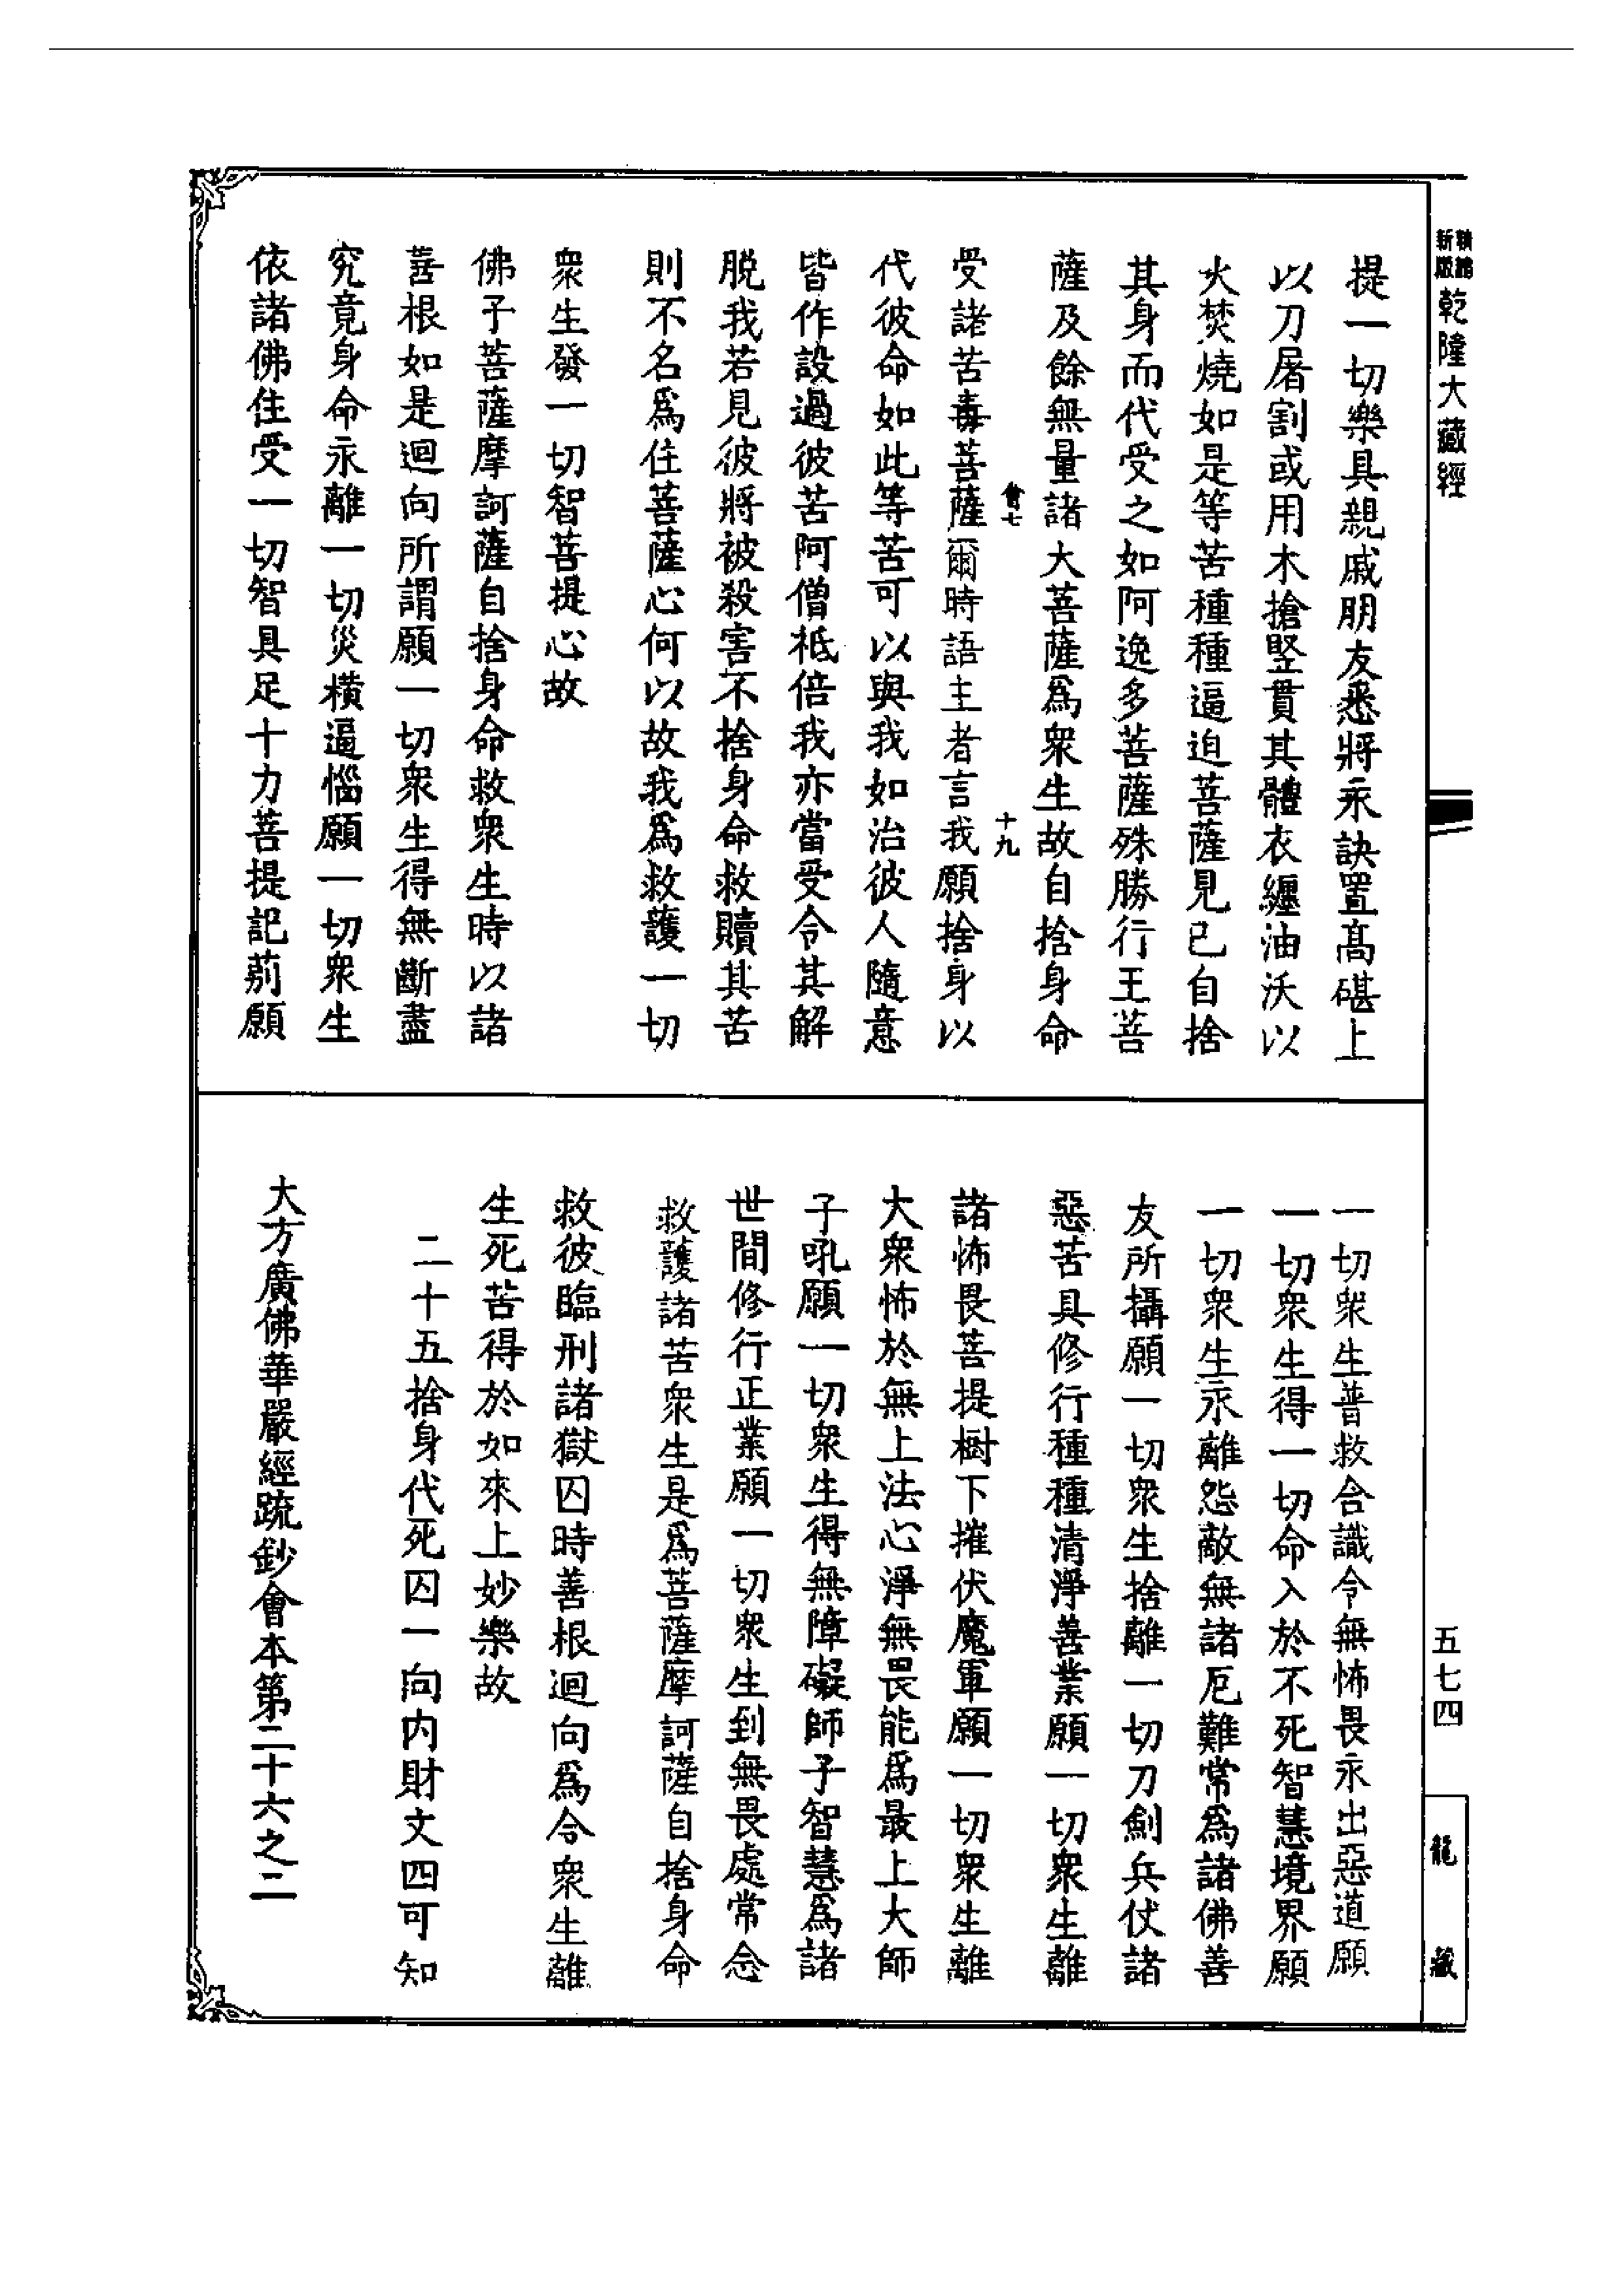 新版
乾隆大藏經
提一切樂具親戚朋友悉將永訣置髙碪上
以刀屠割或用木搶竪貫其體衣纏油沃以
火焚燒如是等苦種種逼迫菩薩見已自捨
其身而代受之如阿逸多菩薩殊勝行王菩
薩及餘無量諸大菩薩爲衆生故自捨身命
會七
十九
受諸苦毒菩薩爾時語主者言我願捨身以
代彼命如此等苦可以與我如治彼人隨意
皆作設過彼苦阿僧祇倍我亦當受令其解
脱我若見彼將被殺害不捨身命救贖其苦
則不名爲住菩薩心何以故我爲救護一切
衆生發一切智菩提心故
佛子菩薩摩訶薩自捨身命救衆生時以諸
善根如是迴向所謂願一切衆生得無斷盡
究竟身命永離一切災橫逼惱願一切衆生
依諸佛住受一切智具足十力菩提記莂願
一切衆生普救含識令無怖畏永出惡道願
一切衆生得一切命入於不死智慧境界願
一切衆生永離怨敵無諸厄難常爲諸佛善
友所攝願一切衆生捨離一切刀劍兵仗諸
惡苦具修行種種清淨善業願一切衆生離
諸怖畏菩提樹下摧伏魔軍願一切衆生離
大衆怖於無上法心淨無畏能爲最上大師
子吼願一切衆生得無障礙師子智慧爲諸
世間修行正業願一切衆生到無畏處常念
救護諸苦衆生是爲菩薩摩訶薩自捨身命
救彼臨刑諸獄囚時善根迴向爲令衆生離
生死苦得於如來上妙樂故
二十五捨身代死囚一向内財文四可知
大方廣佛華嚴經疏鈔會本第二十六之二
五七四
龍藏